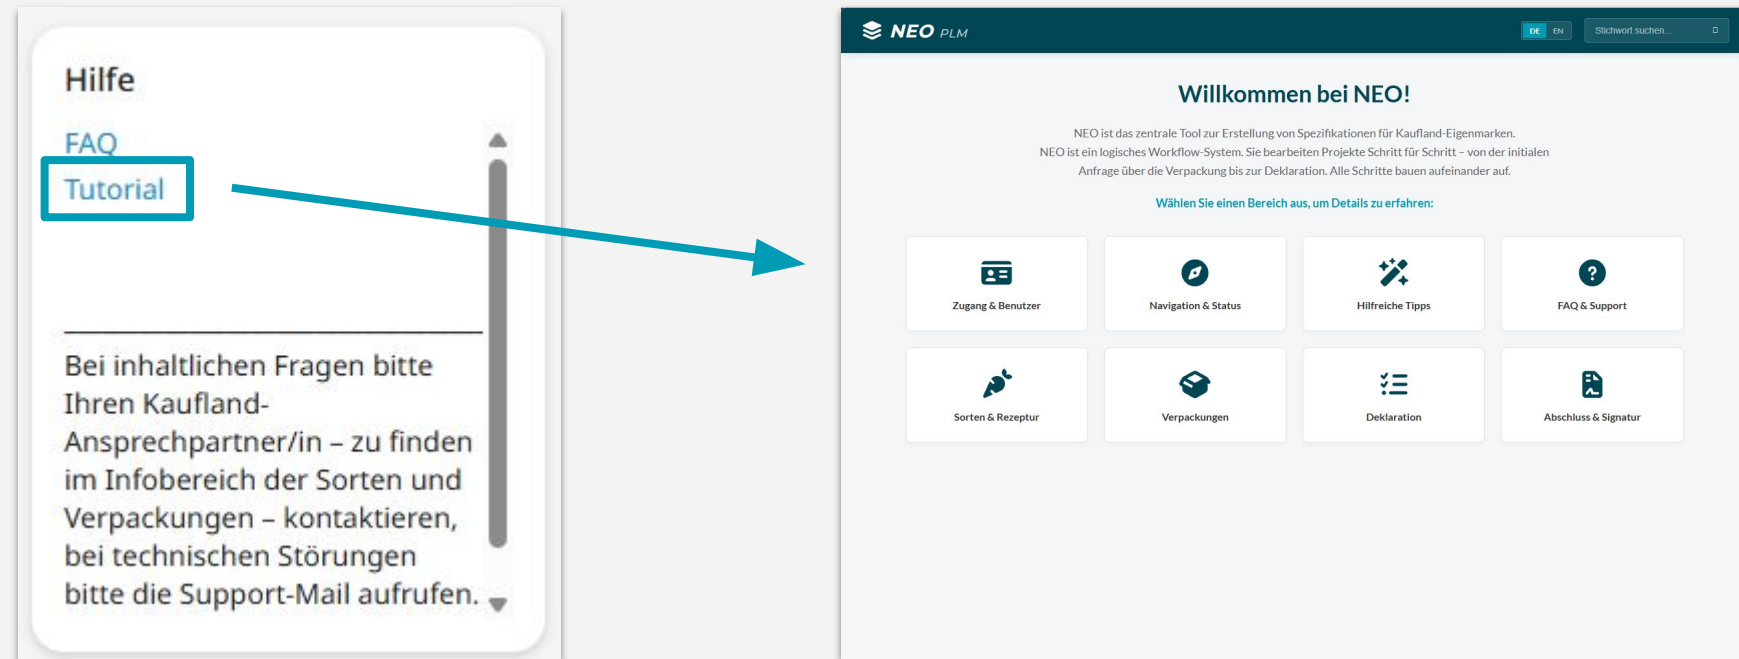 Hilfe
FAQ
Tutorial
Bei inhaltlichen Fragen bitte
Ihren Kaufland-
Ansprechpartner/in – zu finden
im Infobereich der Sorten und
Verpackungen – kontaktieren,
bei technischen Störungen
bitte die Support-Mail aufrufen.
NEO PLM
DE EN
Stichwort suchen...
Willkommen bei NEO!
NEO ist das zentrale Tool zur Erstellung von Spezifikationen für Kaufland-Eigenmarken.
NEO ist ein logisches Workflow-System. Sie bearbeiten Projekte Schritt für Schritt – von der initialen
Anfrage über die Verpackung bis zur Deklaration. Alle Schritte bauen aufeinander auf.
Wählen Sie einen Bereich aus, um Details zu erfahren:
Zugang & Benutzer
Navigation & Status
Hilfreiche Tipps
FAQ & Support
Sorten & Rezeptur
Verpackungen
Deklaration
Abschluss & Signatur